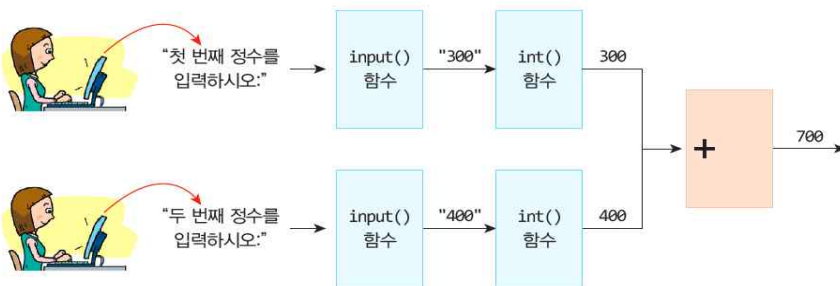 “첫 번째 정수를
입력하시오:”
input()
함수
"300"
int()
함수
300
+
700
“두 번째 정수를
입력하시오:”
input()
함수
"400"
int()
함수
400